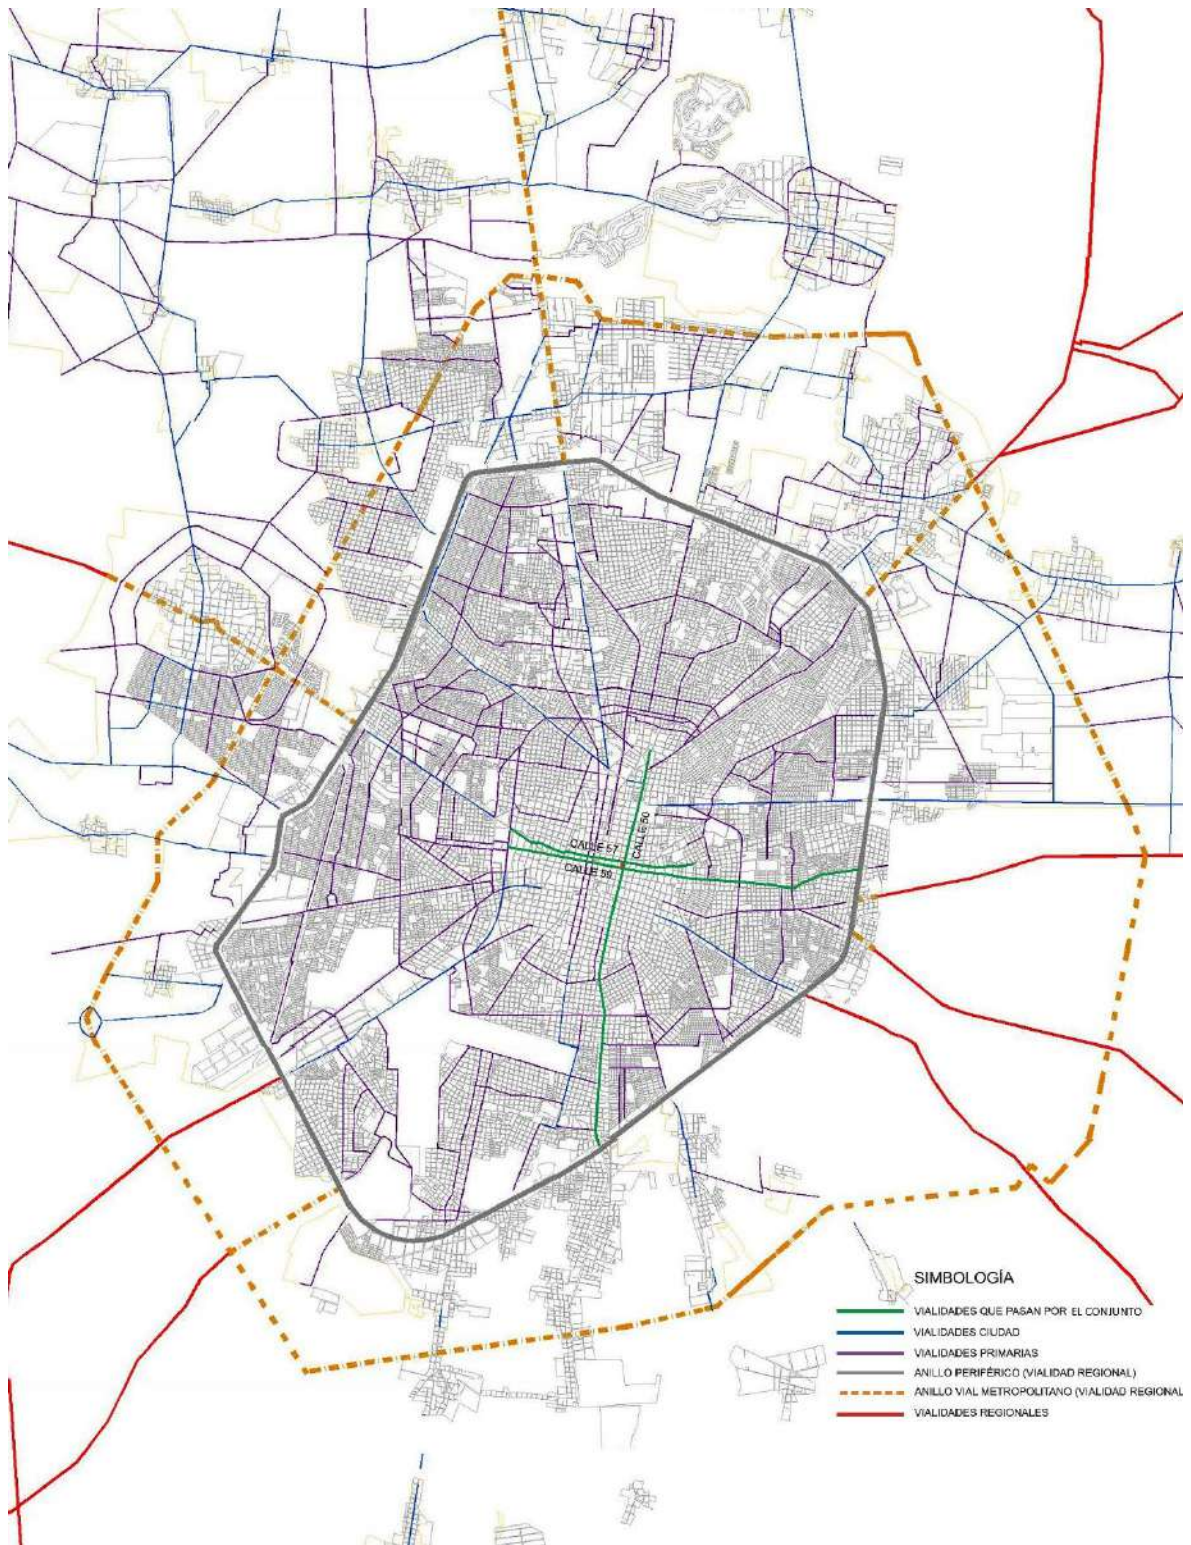 CALLE 50
CALLE 57
CALLE 59
SIMBOLOGÍA
VIALIDADES QUE PASAN POR EL CONJUNTO
VIALIDADES CIUDAD
VIALIDADES PRIMARIAS
ANILLO PERIFÉRICO (VIALIDAD REGIONAL)
ANILLO VIAL METROPOLITANO (VIALIDAD REGIONAL
VIALIDADES REGIONALES